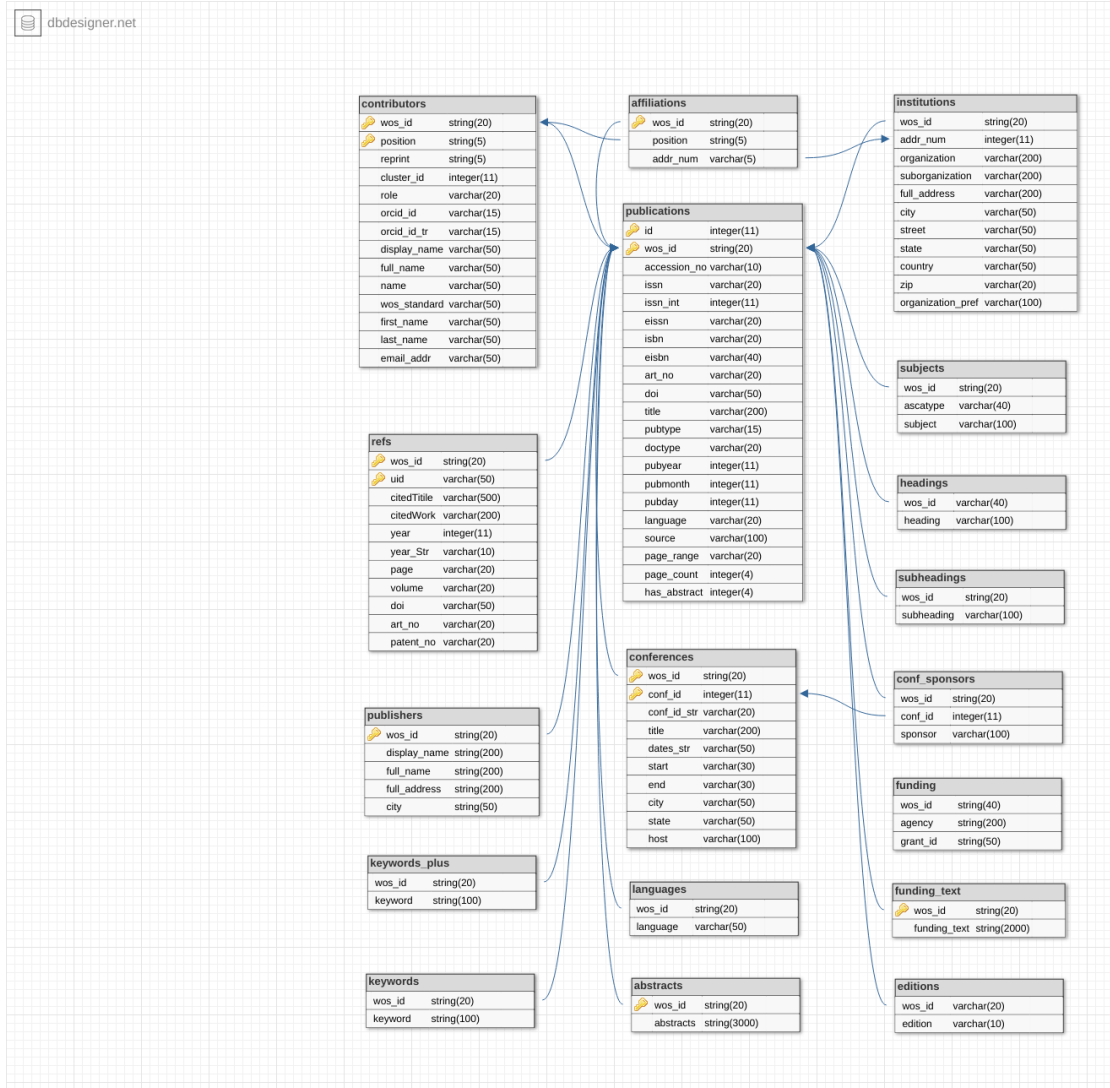 dbdesigner.net
contributors
wos_id string(20)
position string(5)
reprint string(5)
cluster_id integer(11)
role varchar(20)
orcid_id varchar(15)
orcid_id_tr varchar(15)
display_name varchar(50)
full_name varchar(50)
name varchar(50)
wos_standard varchar(50)
first_name varchar(50)
last_name varchar(50)
email_addr varchar(50)
affiliations
wos_id string(20)
position string(5)
addr_num varchar(5)
institutions
wos_id string(20)
addr_num integer(11)
organization varchar(200)
suborganization varchar(200)
full_address varchar(200)
city varchar(50)
street varchar(50)
state varchar(50)
country varchar(50)
zip varchar(20)
organization_pref varchar(100)
publications
id integer(11)
wos_id string(20)
accession_no varchar(10)
issn varchar(20)
issn_int integer(11)
eissn varchar(20)
isbn varchar(20)
eisbn varchar(40)
art_no varchar(20)
doi varchar(50)
title varchar(200)
pubtype varchar(15)
doctype varchar(20)
pubyear integer(11)
pubmonth integer(11)
pubday integer(11)
language varchar(20)
source varchar(100)
page_range varchar(20)
page_count integer(4)
has_abstract integer(4)
subjects
wos_id string(20)
ascatype varchar(40)
subject varchar(100)
refs
wos_id string(20)
uid varchar(50)
citedTitile varchar(500)
citedWork varchar(200)
year integer(11)
year_Str varchar(10)
page varchar(20)
volume varchar(20)
doi varchar(50)
art_no varchar(20)
patent_no varchar(20)
headings
wos_id varchar(40)
heading varchar(100)
subheadings
wos_id string(20)
subheading varchar(100)
conferences
wos_id string(20)
conf_id integer(11)
conf_id_str varchar(20)
title varchar(200)
dates_str varchar(50)
start varchar(30)
end varchar(30)
city varchar(50)
state varchar(50)
host varchar(100)
conf_sponsors
wos_id string(20)
conf_id integer(11)
sponsor varchar(100)
publishers
wos_id string(20)
display_name string(200)
full_name string(200)
full_address string(200)
city string(50)
funding
wos_id string(40)
agency string(200)
grant_id string(50)
keywords_plus
wos_id string(20)
keyword string(100)
languages
wos_id string(20)
language varchar(50)
funding_text
wos_id string(20)
funding_text string(2000)
keywords
wos_id string(20)
keyword string(100)
abstracts
wos_id string(20)
abstracts string(3000)
editions
wos_id varchar(20)
edition varchar(10)